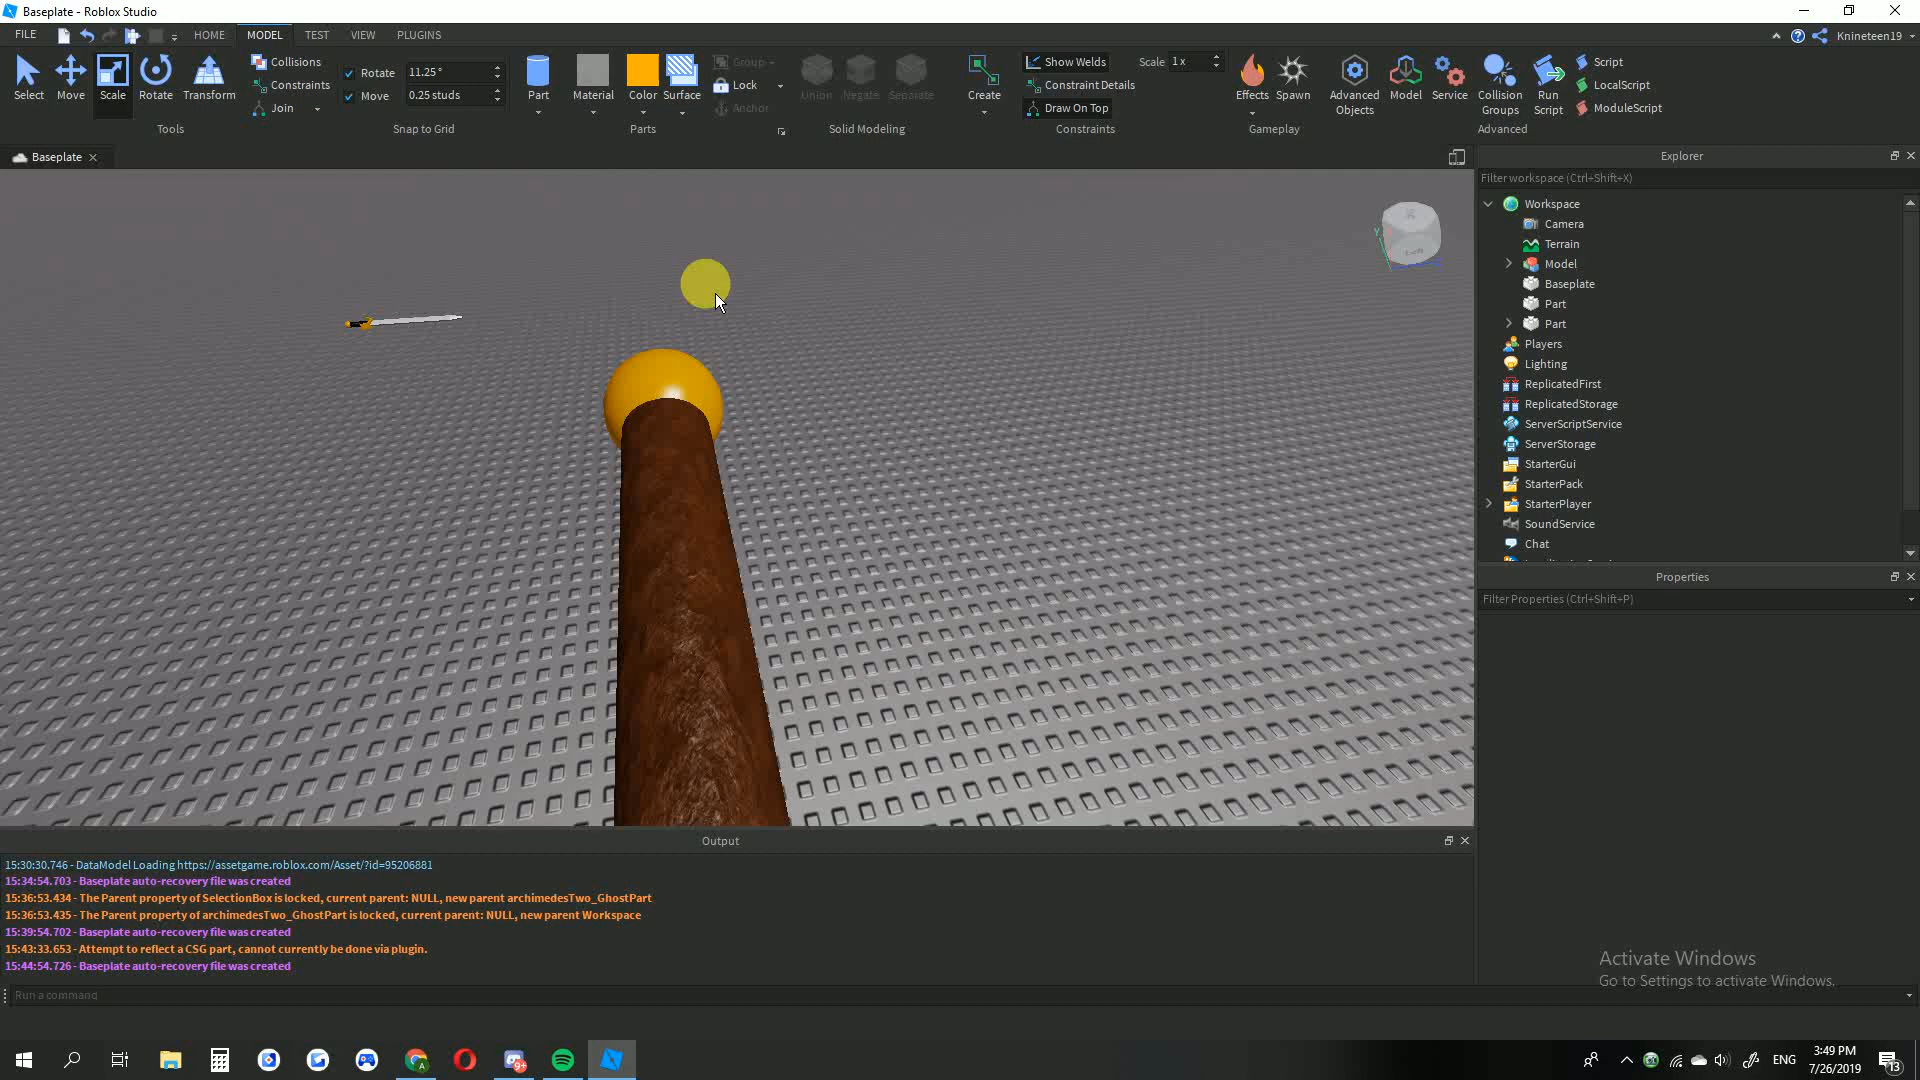 Baseplate - Roblox Studio
FILE
HOME
MODEL
TEST
VIEW
PLUGINS
Knineteen19
Select
Move
Scale
Rotate
Transform
Collisions
Constraints
Join
Tools
Rotate
11.25 °
Move
0.25 studs
Snap to Grid
Part
Material
Color
Surface
Group
Lock
Anchor
Parts
Union
Negate
Separate
Solid Modeling
Create
Show Welds
Scale
1 x
Constraint Details
Draw On Top
Constraints
Effects
Spawn
Gameplay
Advanced
Objects
Model
Service
Collision
Groups
Run
Script
Script
LocalScript
ModuleScript
Advanced
Baseplate
Explorer
Filter workspace (Ctrl+Shift+X)
Workspace
Camera
Terrain
Model
Baseplate
Part
Part
Players
Lighting
ReplicatedFirst
ReplicatedStorage
ServerScriptService
ServerStorage
StarterGui
StarterPack
StarterPlayer
SoundService
Chat
Properties
Filter Properties (Ctrl+Shift+P)
Y
Output
15:30:30.746 - DataModel Loading https://assetgame.roblox.com/Asset/?id=95206881
15:34:54.703 - Baseplate auto-recovery file was created
15:36:53.434 - The Parent property of SelectionBox is locked, current parent: NULL, new parent archimedesTwo_GhostPart
15:36:53.435 - The Parent property of archimedesTwo_GhostPart is locked, current parent: NULL, new parent Workspace
15:39:54.702 - Baseplate auto-recovery file was created
15:43:33.653 - Attempt to reflect a CSG part, cannot currently be done via plugin.
15:44:54.726 - Baseplate auto-recovery file was created
Run a command
Activate Windows
Go to Settings to activate Windows.
A
9+
ENG
3:49 PM
7/26/2019
13